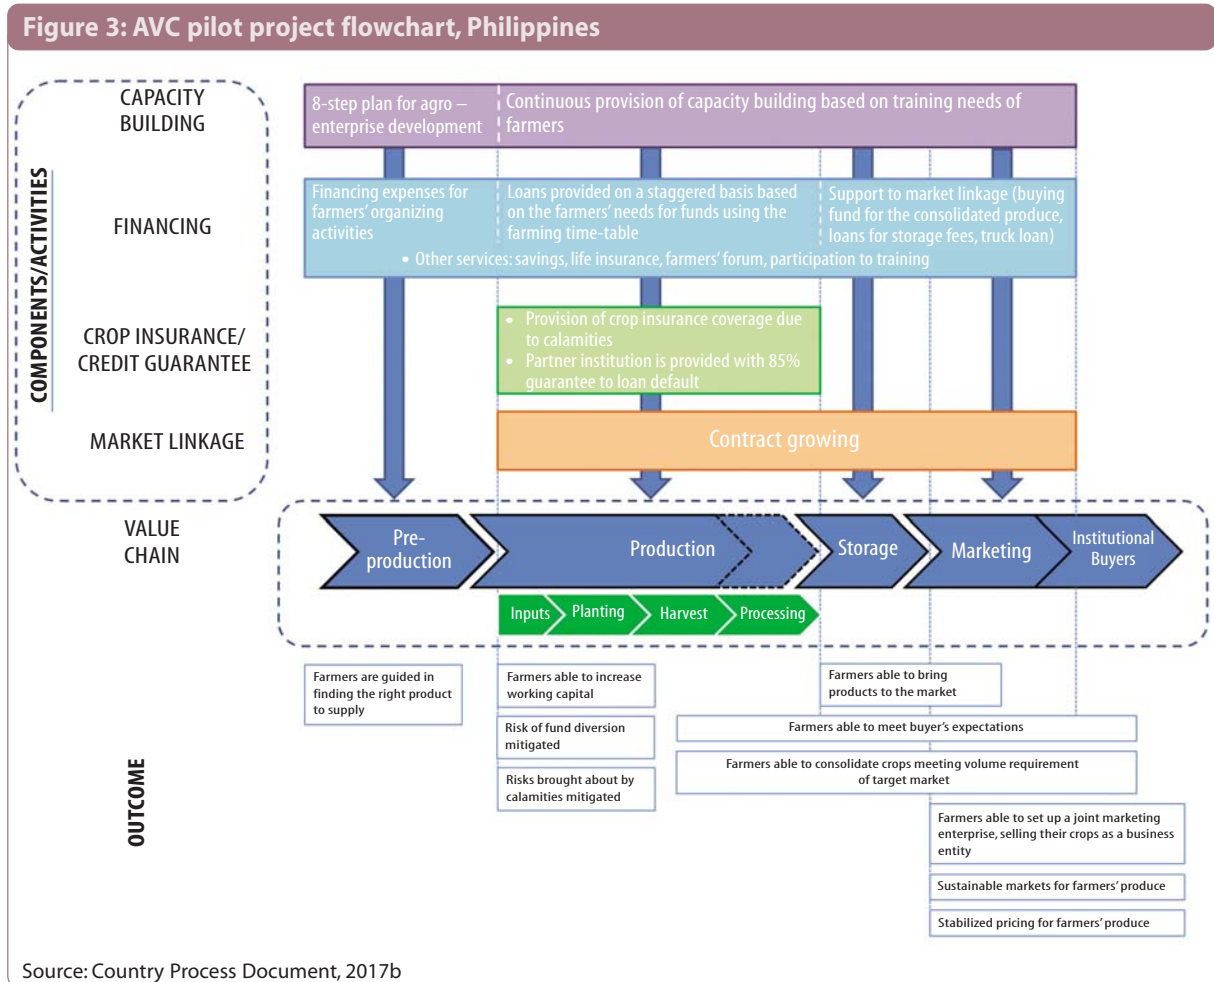 Figure 3: AVC pilot project flowchart, Philippines
COMPONENTS/ACTIVITIES
CAPACITY
BUILDING
8-step plan for agro –
enterprise development
Continuous provision of capacity building based on training needs of
farmers
FINANCING
Financing expenses for
farmers’ organizing
activities
Loans provided on a staggered basis based
on the farmers’ needs for funds using the
farming time-table
Support to market linkage (buying
fund for the consolidated produce,
loans for storage fees, truck loan)
• Other services: savings, life insurance, farmers’ forum, participation to training
CROP INSURANCE/
CREDIT GUARANTEE
• Provision of crop insurance coverage due
to calamities
• Partner institution is provided with 85%
guarantee to loan default
MARKET LINKAGE
Contract growing
VALUE
CHAIN
Pre-
production
Production
Storage
Marketing
Institutional
Buyers
Inputs
Planting
Harvest
Processing
OUTCOME
Farmers are guided in
finding the right product
to supply
Farmers able to increase
working capital
Risk of fund diversion
mitigated
Risks brought about by
calamities mitigated
Farmers able to bring
products to the market
Farmers able to meet buyer’s expectations
Farmers able to consolidate crops meeting volume requirement
of target market
Farmers able to set up a joint marketing
enterprise, selling their crops as a business
entity
Sustainable markets for farmers’ produce
Stabilized pricing for farmers’ produce
Source: Country Process Document, 2017b